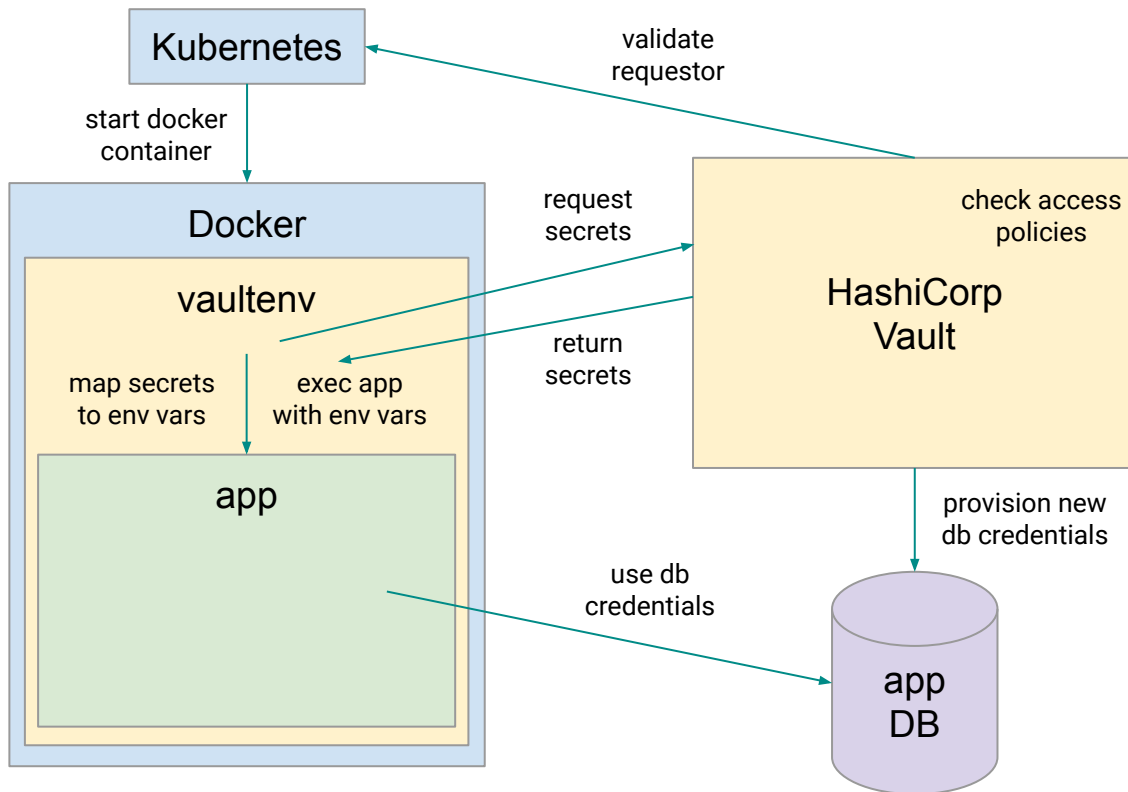 Kubernetes
validate
requestor
start docker
container
Docker
request
secrets
check access
policies
vaultenv
HashiCorp
Vault
return
secrets
map secrets
to env vars
exec app
with env vars
app
provision new
db credentials
use db
credentials
app
DB